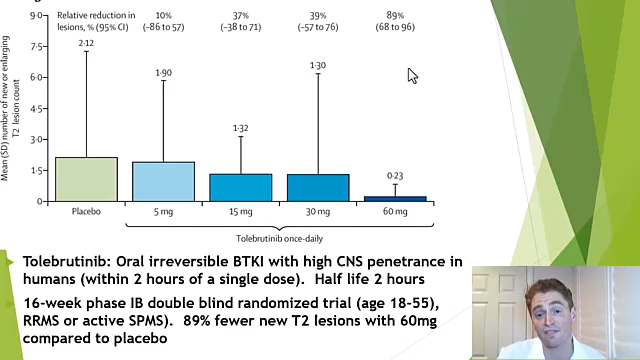 Relative reduction in 10% 37% 39% 89%
lesions, % (95% CI) (–86 to 57) (–38 to 71) (–57 to 76) (68 to 96)
Mean (SD) number of new or enlarging
T2 lesion count
9·0
7·5
6·0
4·5
3·0
1·5
0
2·12
1·90
1·32
1·30
0·23
Placebo 5 mg 15 mg 30 mg 60 mg
Tolebrutinib once-daily
Tolebrutinib: Oral irreversible BTKI with high CNS penetrance in
humans (within 2 hours of a single dose). Half life 2 hours
16-week phase IB double blind randomized trial (age 18-55),
RRMS or active SPMS). 89% fewer new T2 lesions with 60mg
compared to placebo